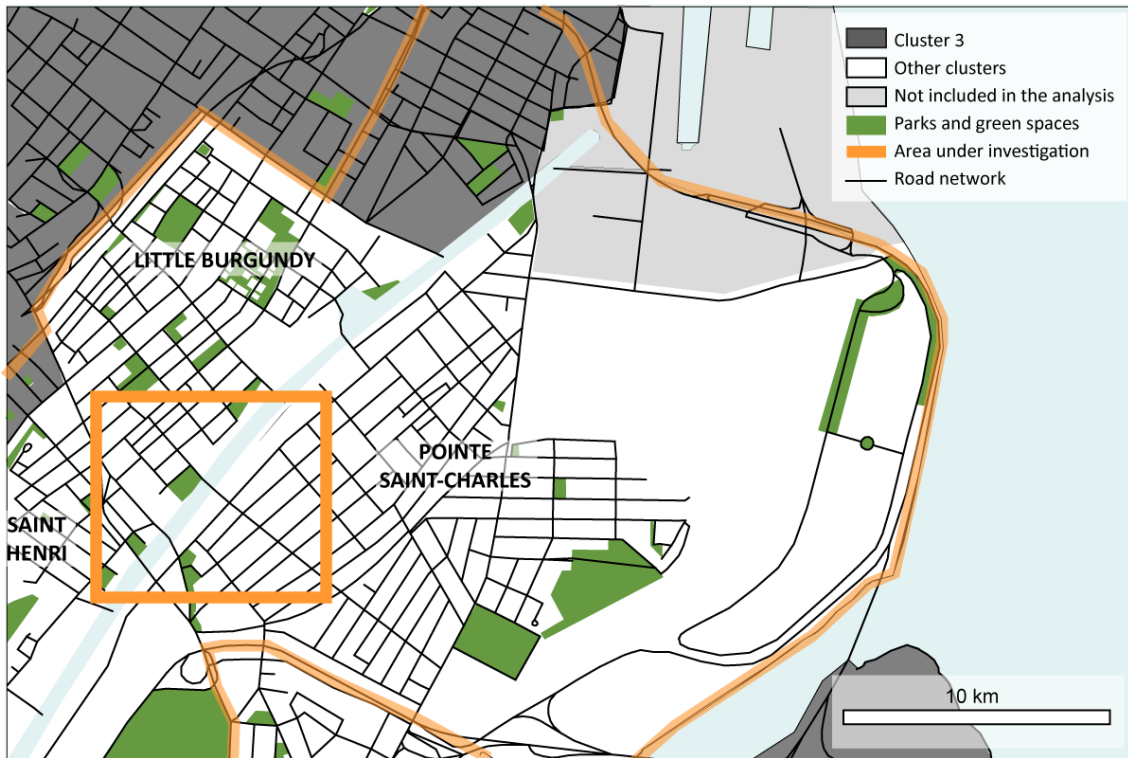 Cluster 3
Other clusters
Not included in the analysis
Parks and green spaces
Area under investigation
Road network
LITTLE BURGUNDY
POINTE
SAINT-CHARLES
SAINT
HENRI
10 km